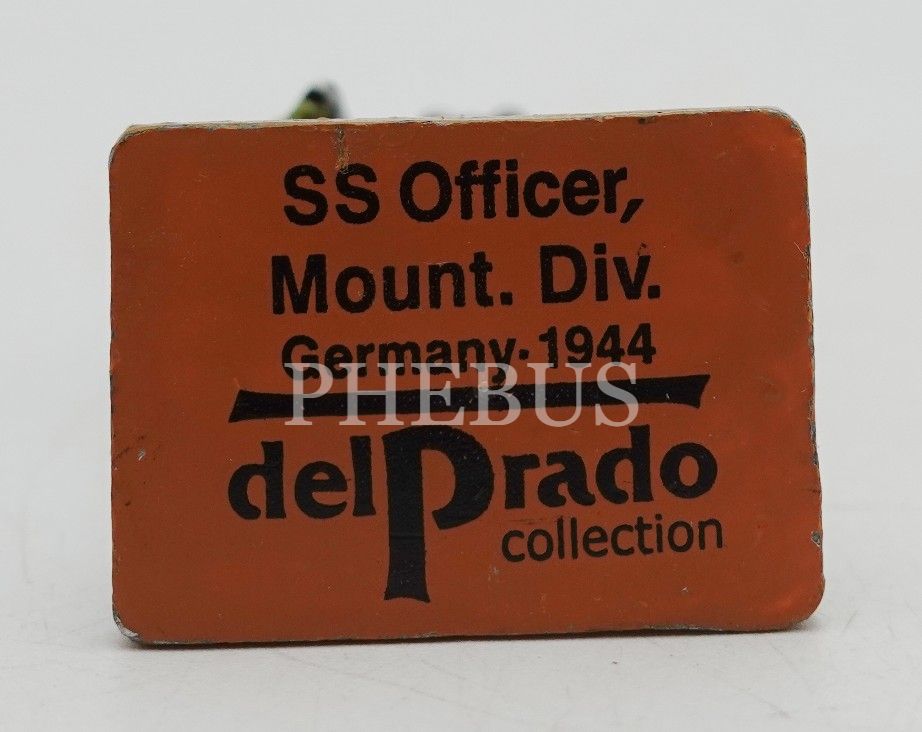 SS Officer,
Mount. Div.
Germany·1944
PHEBUS
delPrado
collection